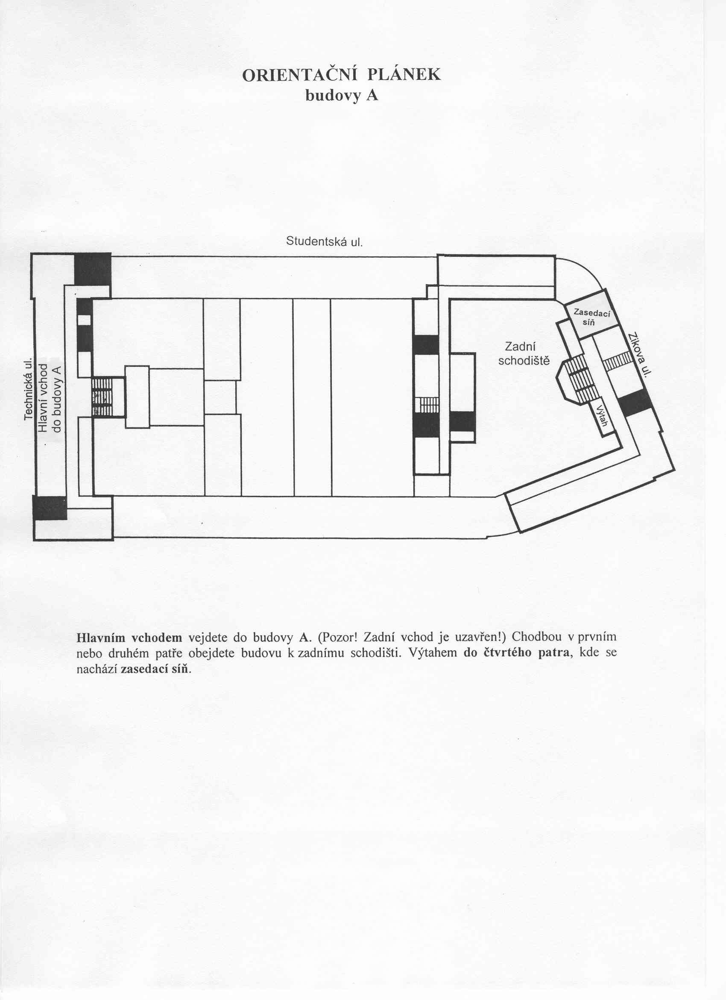 ORIENTAČNÍ PLÁNEK
budovy A
Studentská ul.
Technická ul.
Hlavní vchod
do budovy A
Zadní
schodiště
Zasedací
síň
Zikova ul.
Výtah
Hlavním vchodem vejdete do budovy A. (Pozor! Zadní vchod je uzavřen!) Chodbou v prvním
nebo druhém patře obejdete budovu k zadnímu schodišti. Výtahem do čtvrtého patra, kde se
nachází zasedací síň.